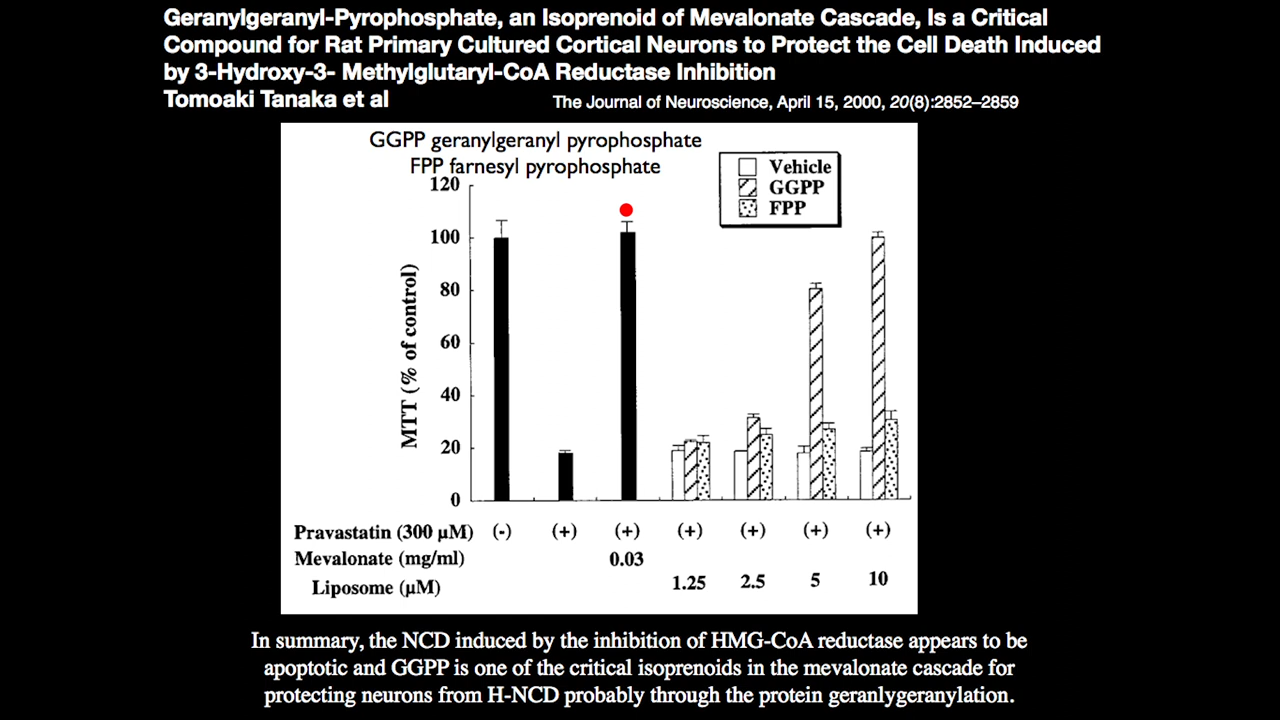 Geranylgeranyl-Pyrophosphate, an Isoprenoid of Mevalonate Cascade, Is a Critical
Compound for Rat Primary Cultured Cortical Neurons to Protect the Cell Death Induced
by 3-Hydroxy-3- Methylglutaryl-CoA Reductase Inhibition
Tomoaki Tanaka et al
The Journal of Neuroscience, April 15, 2000, 20(8):2852–2859
GGPP geranylgeranyl pyrophosphate
FPP farnesyl pyrophosphate
Vehicle
GGPP
FPP
120
100
80
60
40
20
0
MTT (% of control)
Pravastatin (300 µM) (-) (+) (+) (+) (+) (+) (+)
Mevalonate (mg/ml) 0.03
Liposome (µM) 1.25 2.5 5 10
In summary, the NCD induced by the inhibition of HMG-CoA reductase appears to be
apoptotic and GGPP is one of the critical isoprenoids in the mevalonate cascade for
protecting neurons from H-NCD probably through the protein geranlygeranylation.